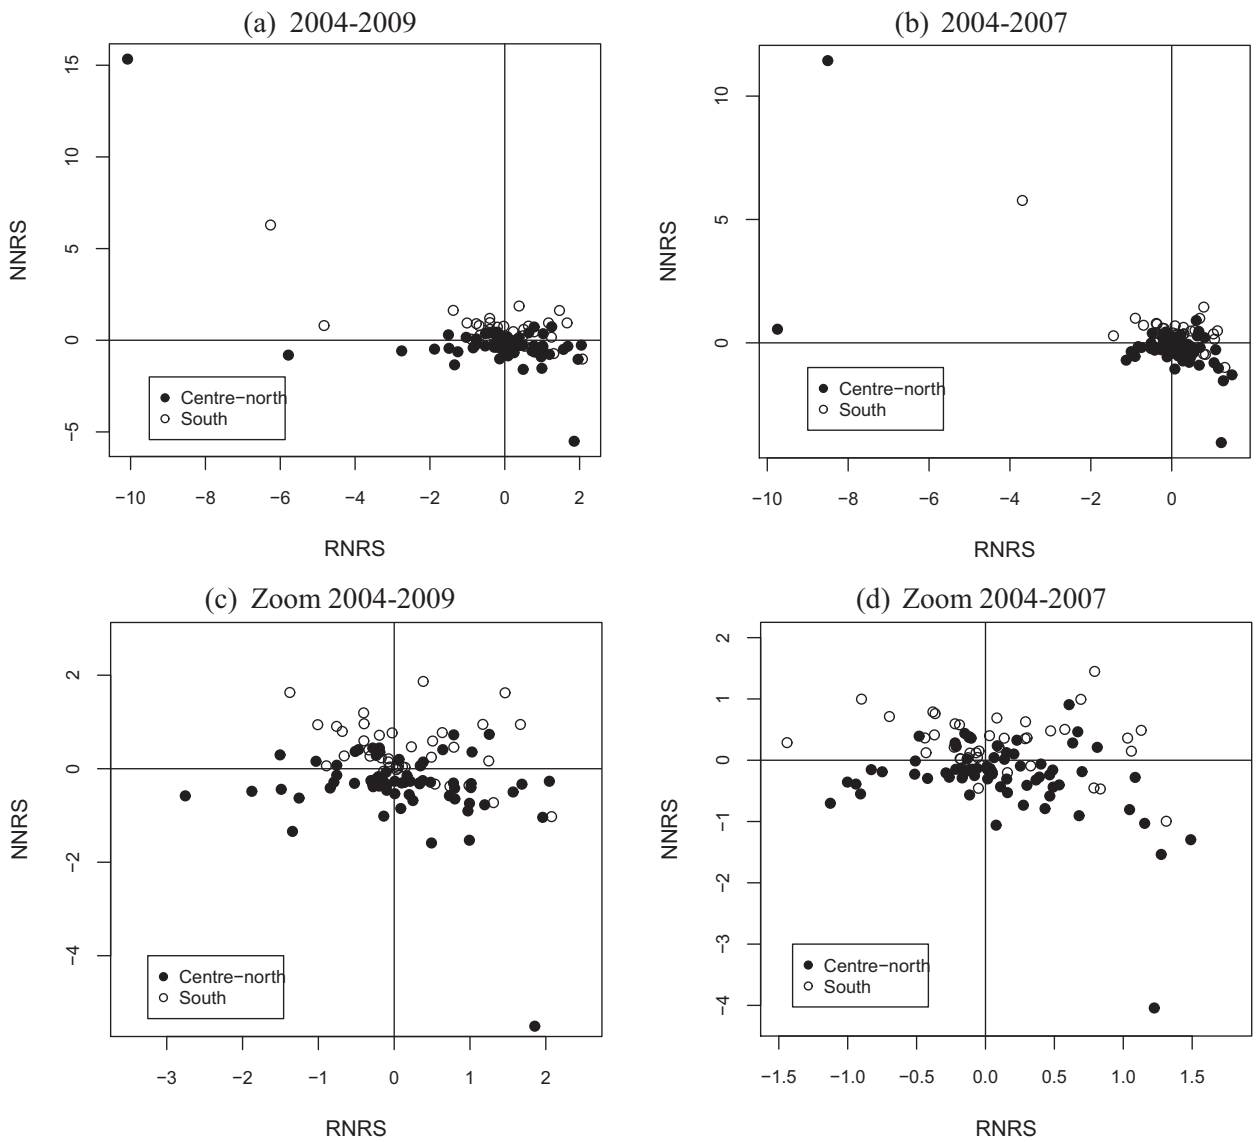 (a) 2004-2009
15
10
5
0
−5
NNRS
Centre−north
South
−10 −8 −6 −4 −2 0 2
RNRS
(b) 2004-2007
10
5
0
NNRS
Centre−north
South
−10 −8 −6 −4 −2 0
RNRS
(c) Zoom 2004-2009
2
0
−2
−4
NNRS
Centre−north
South
−3 −2 −1 0 1 2
RNRS
(d) Zoom 2004-2007
2
1
0
−1
−2
−3
−4
NNRS
Centre−north
South
−1.5 −1.0 −0.5 0.0 0.5 1.0 1.5
RNRS